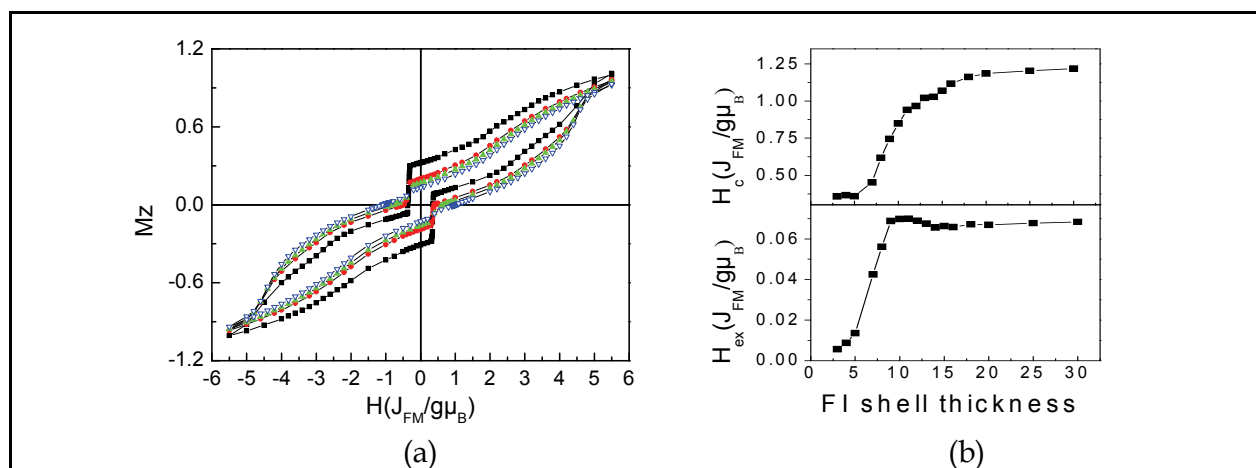 1.2
0.6
0.0
-0.6
-1.2
Mz
-6 -5 -4 -3 -2 -1 0 1 2 3 4 5 6
H(J_FM/gμ_B)
(a)
1.25
1.00
0.75
0.50
H_c(J_FM/gμ_B)
0.06
0.04
0.02
0.00
H_ex(J_FM/gμ_B)
0 5 10 15 20 25 30
FI shell thickness
(b)